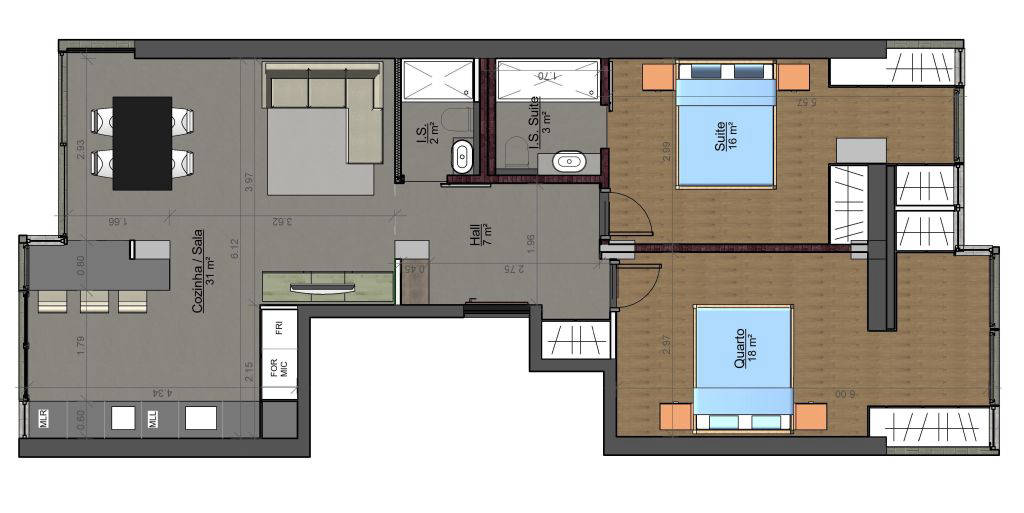 1.70
I.S.
2 m²
I.S. Suite
3 m²
Suite
16 m²
5.57
2.99
2.93
3.97
1.66
3.62
Cozinha / Sala
31 m²
6.12
Hall
7 m²
1.96
0.45
2.75
0.80
1.79
FRI
FOR
MIC
2.15
4.34
0.60
MLR
MLL
2.97
Quarto
18 m²
6.00